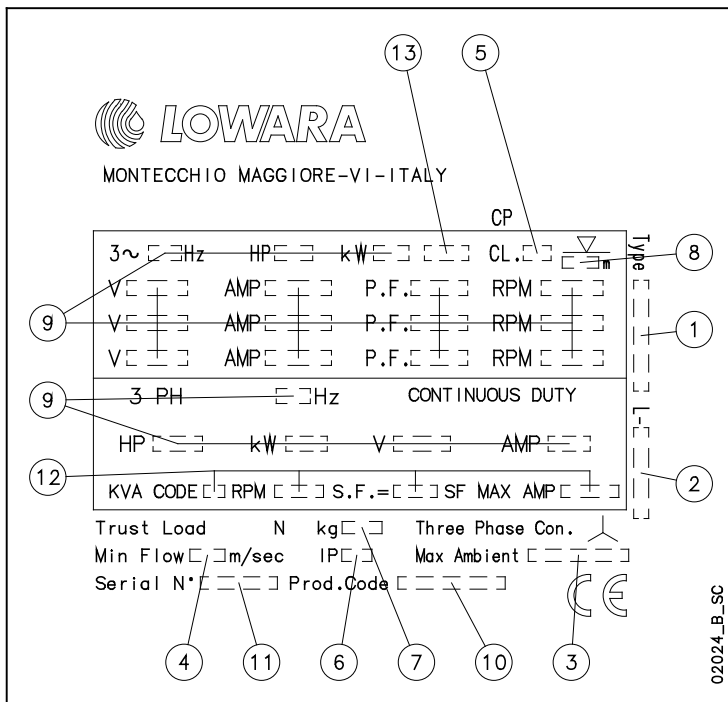 13 5
LOWARA
MONTECCHIO MAGGIORE-VI-ITALY
CP
3~ Hz HP kW CL. m
Type
8
V AMP P.F. RPM
9 V AMP P.F. RPM
1
V AMP P.F. RPM
9 3 PH Hz CONTINUOUS DUTY
L-
HP kW V AMP
12
2
KVA CODE RPM S.F.= SF MAX AMP
Trust Load N kg Three Phase Con.
Min Flow m/sec IP Max Ambient
Serial N° Prod.Code CE
4 11 6 7 10 3
02024_B_SC